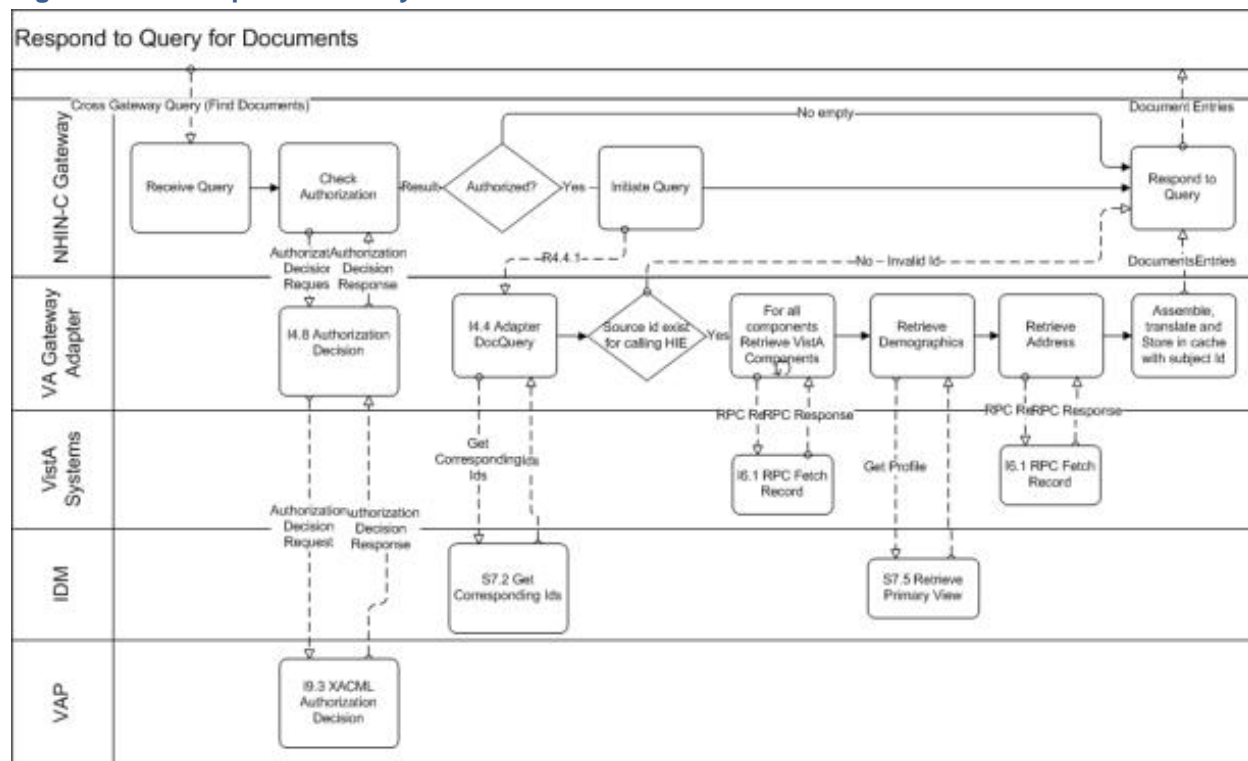 Respond to Query for Documents
Cross Gateway Query (Find Documents)
Document Entries
NHIN-C Gateway
Receive Query
Check
Authorization
Result
Authorized?
Yes
No empty
Initiate Query
Respond to
Query
Authorization
Decision
Response
R4.4.1
No – Invalid Id
DocumentsEntries
VA Gateway
Adapter
I4.8 Authorization
Decision
I4.4 Adapter
DocQuery
Source id exist
for calling HIE
Yes
For all
components
Retrieve VistA
Components
Retrieve
Demographics
Retrieve
Address
Assemble,
translate and
Store in cache
with subject Id
VistA
Systems
Get
Corresponding
Ids
Ids
RPC Response
I6.1 RPC Fetch
Record
Get Profile
RPC Response
I6.1 RPC Fetch
Record
Authorization
Decision
Request
Decision
Response
IDM
S7.2 Get
Corresponding Ids
S7.5 Retrieve
Primary View
VAP
I9.3 XACML
Authorization
Decision